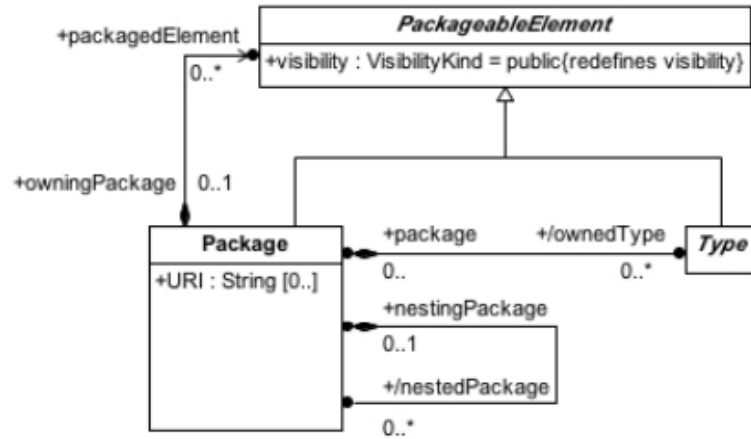 PackageableElement
+packagedElement
+visibility : VisibilityKind = public{redefines visibility}
0..*
+owningPackage 0..1
Package
+package +/ownedType
Type
+URI : String [0..]
0.. 0..*
+nestingPackage
0..1
+/nestedPackage
0..*